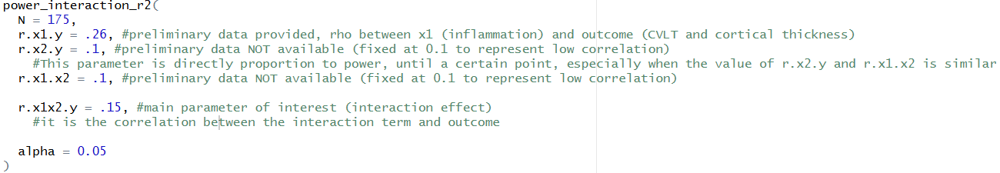 power_interaction_r2(
N = 175,
r.x1.y = .26, #preliminary data provided, rho between x1 (inflammation) and outcome (CVLT and cortical thickness)
r.x2.y = .1, #preliminary data NOT available (fixed at 0.1 to represent low correlation)
#This parameter is directly proportion to power, until a certain point, especially when the value of r.x2.y and r.x1.x2 is similar
r.x1.x2 = .1, #preliminary data NOT available (fixed at 0.1 to represent low correlation)
r.x1x2.y = .15, #main parameter of interest (interaction effect)
#it is the correlation between the interaction term and outcome
alpha = 0.05
)